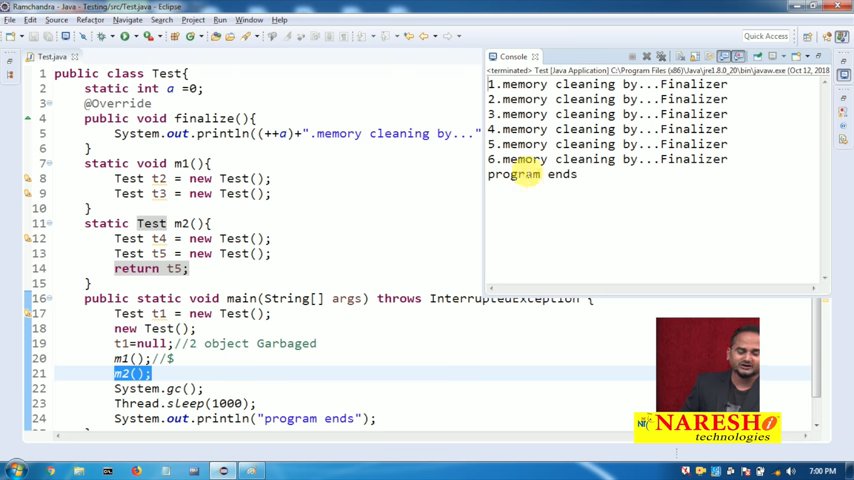 Ramchandra - Java - Testing/src/Test.java - Eclipse
File Edit Source Refactor Navigate Search Project Run Window Help
Quick Access
Test.java
Console
<terminated> Test [Java Application] C:\Program Files (x86)\Java\jre1.8.0_20\bin\javaw.exe (Oct 12, 2018
1.memory cleaning by...Finalizer
2.memory cleaning by...Finalizer
3.memory cleaning by...Finalizer
4.memory cleaning by...Finalizer
5.memory cleaning by...Finalizer
6.memory cleaning by...Finalizer
program ends
1 public class Test{
2 static int a =0;
3 @Override
4 public void finalize(){
5 System.out.println((++a)+".memory cleaning by..."
6 }
7 static void m1(){
8 Test t2 = new Test();
9 Test t3 = new Test();
10 }
11 static Test m2(){
12 Test t4 = new Test();
13 Test t5 = new Test();
14 return t5;
15 }
16 public static void main(String[] args) throws InterruptedException {
17 Test t1 = new Test();
18 new Test();
19 t1=null;//2 object Garbaged
20 m1();//$
21 m2();
22 System.gc();
23 Thread.sleep(1000);
24 System.out.println("program ends");
NARESH
technologies
7:00 PM